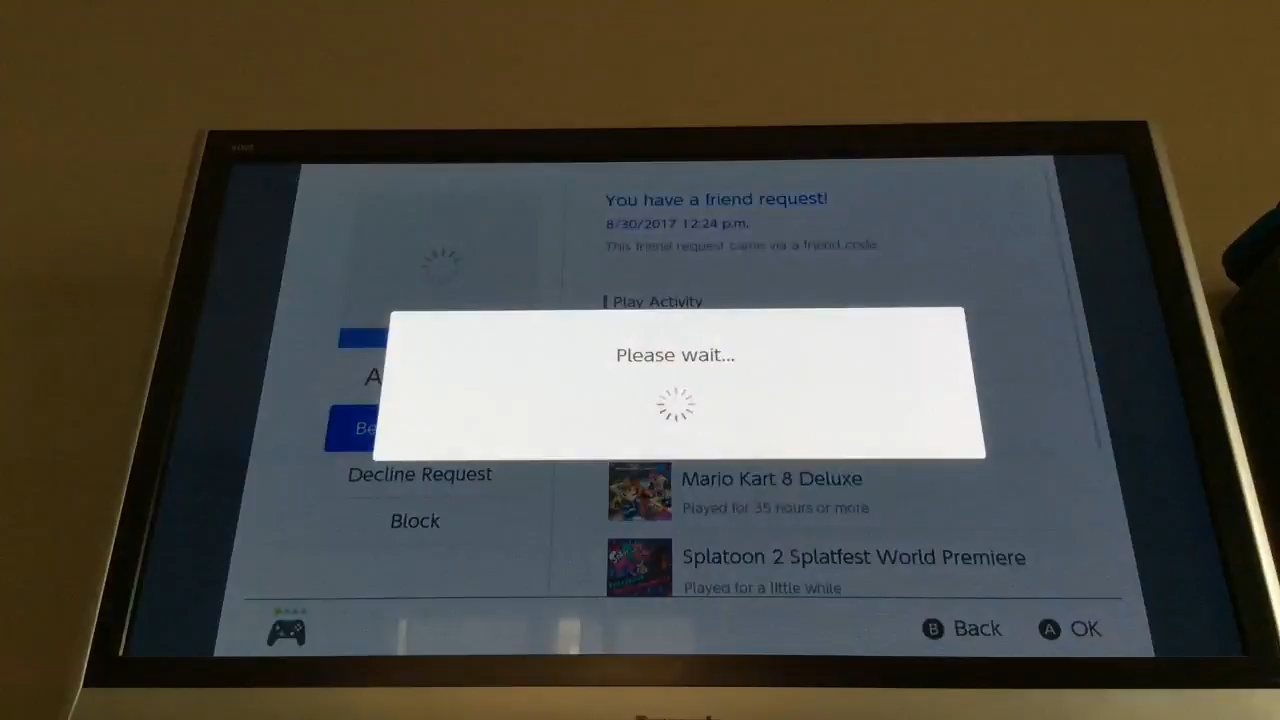 You have a friend request!
8/30/2017 12:24 p.m.
This friend request came via a friend code
Play Activity
Please wait...
A
Be
Decline Request
Block
Mario Kart 8 Deluxe
Played for 35 hours or more
Splatoon 2 Splatfest World Premiere
Played for a little while
B Back A OK